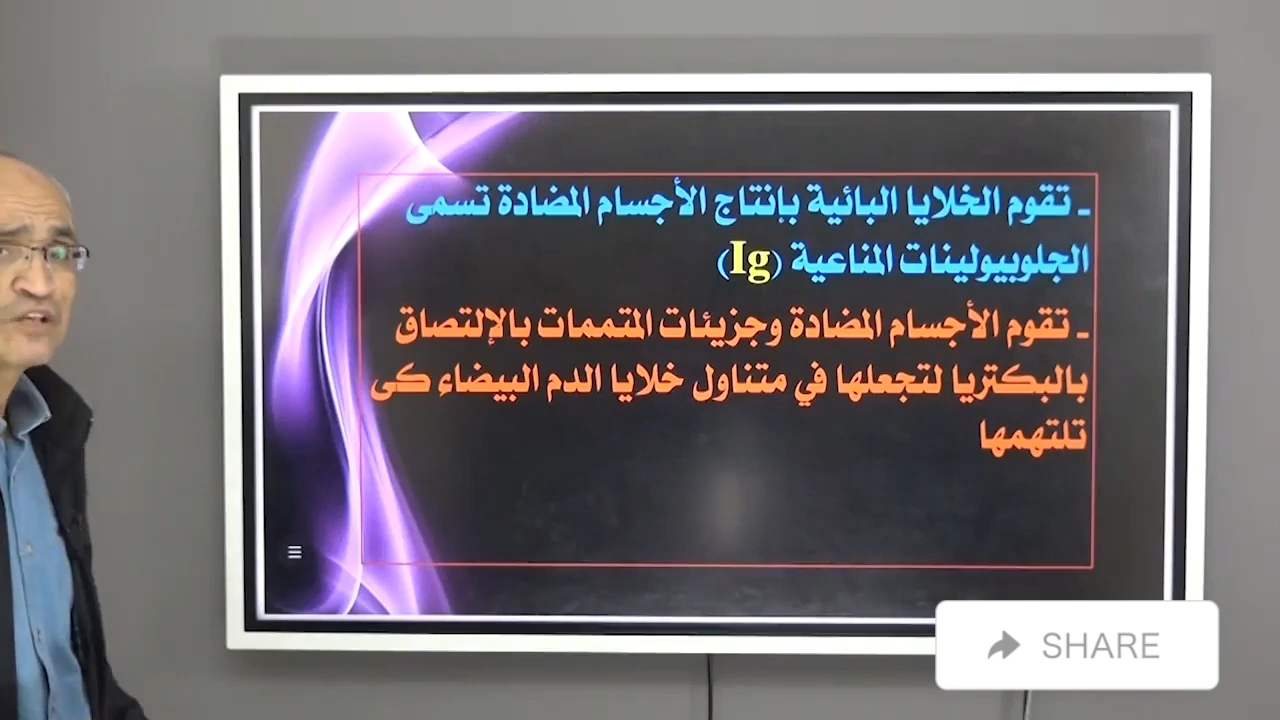 ـ تقوم الخلايا البائية بإنتاج الأجسام المضادة تسمى
الجلوبيولينات المناعية (Ig)
ـ تقوم الأجسام المضادة وجزيئات المتممات بالإلتصاق
بالبكتريا لتجعلها في متناول خلايا الدم البيضاء كى
تلتهمها
SHARE